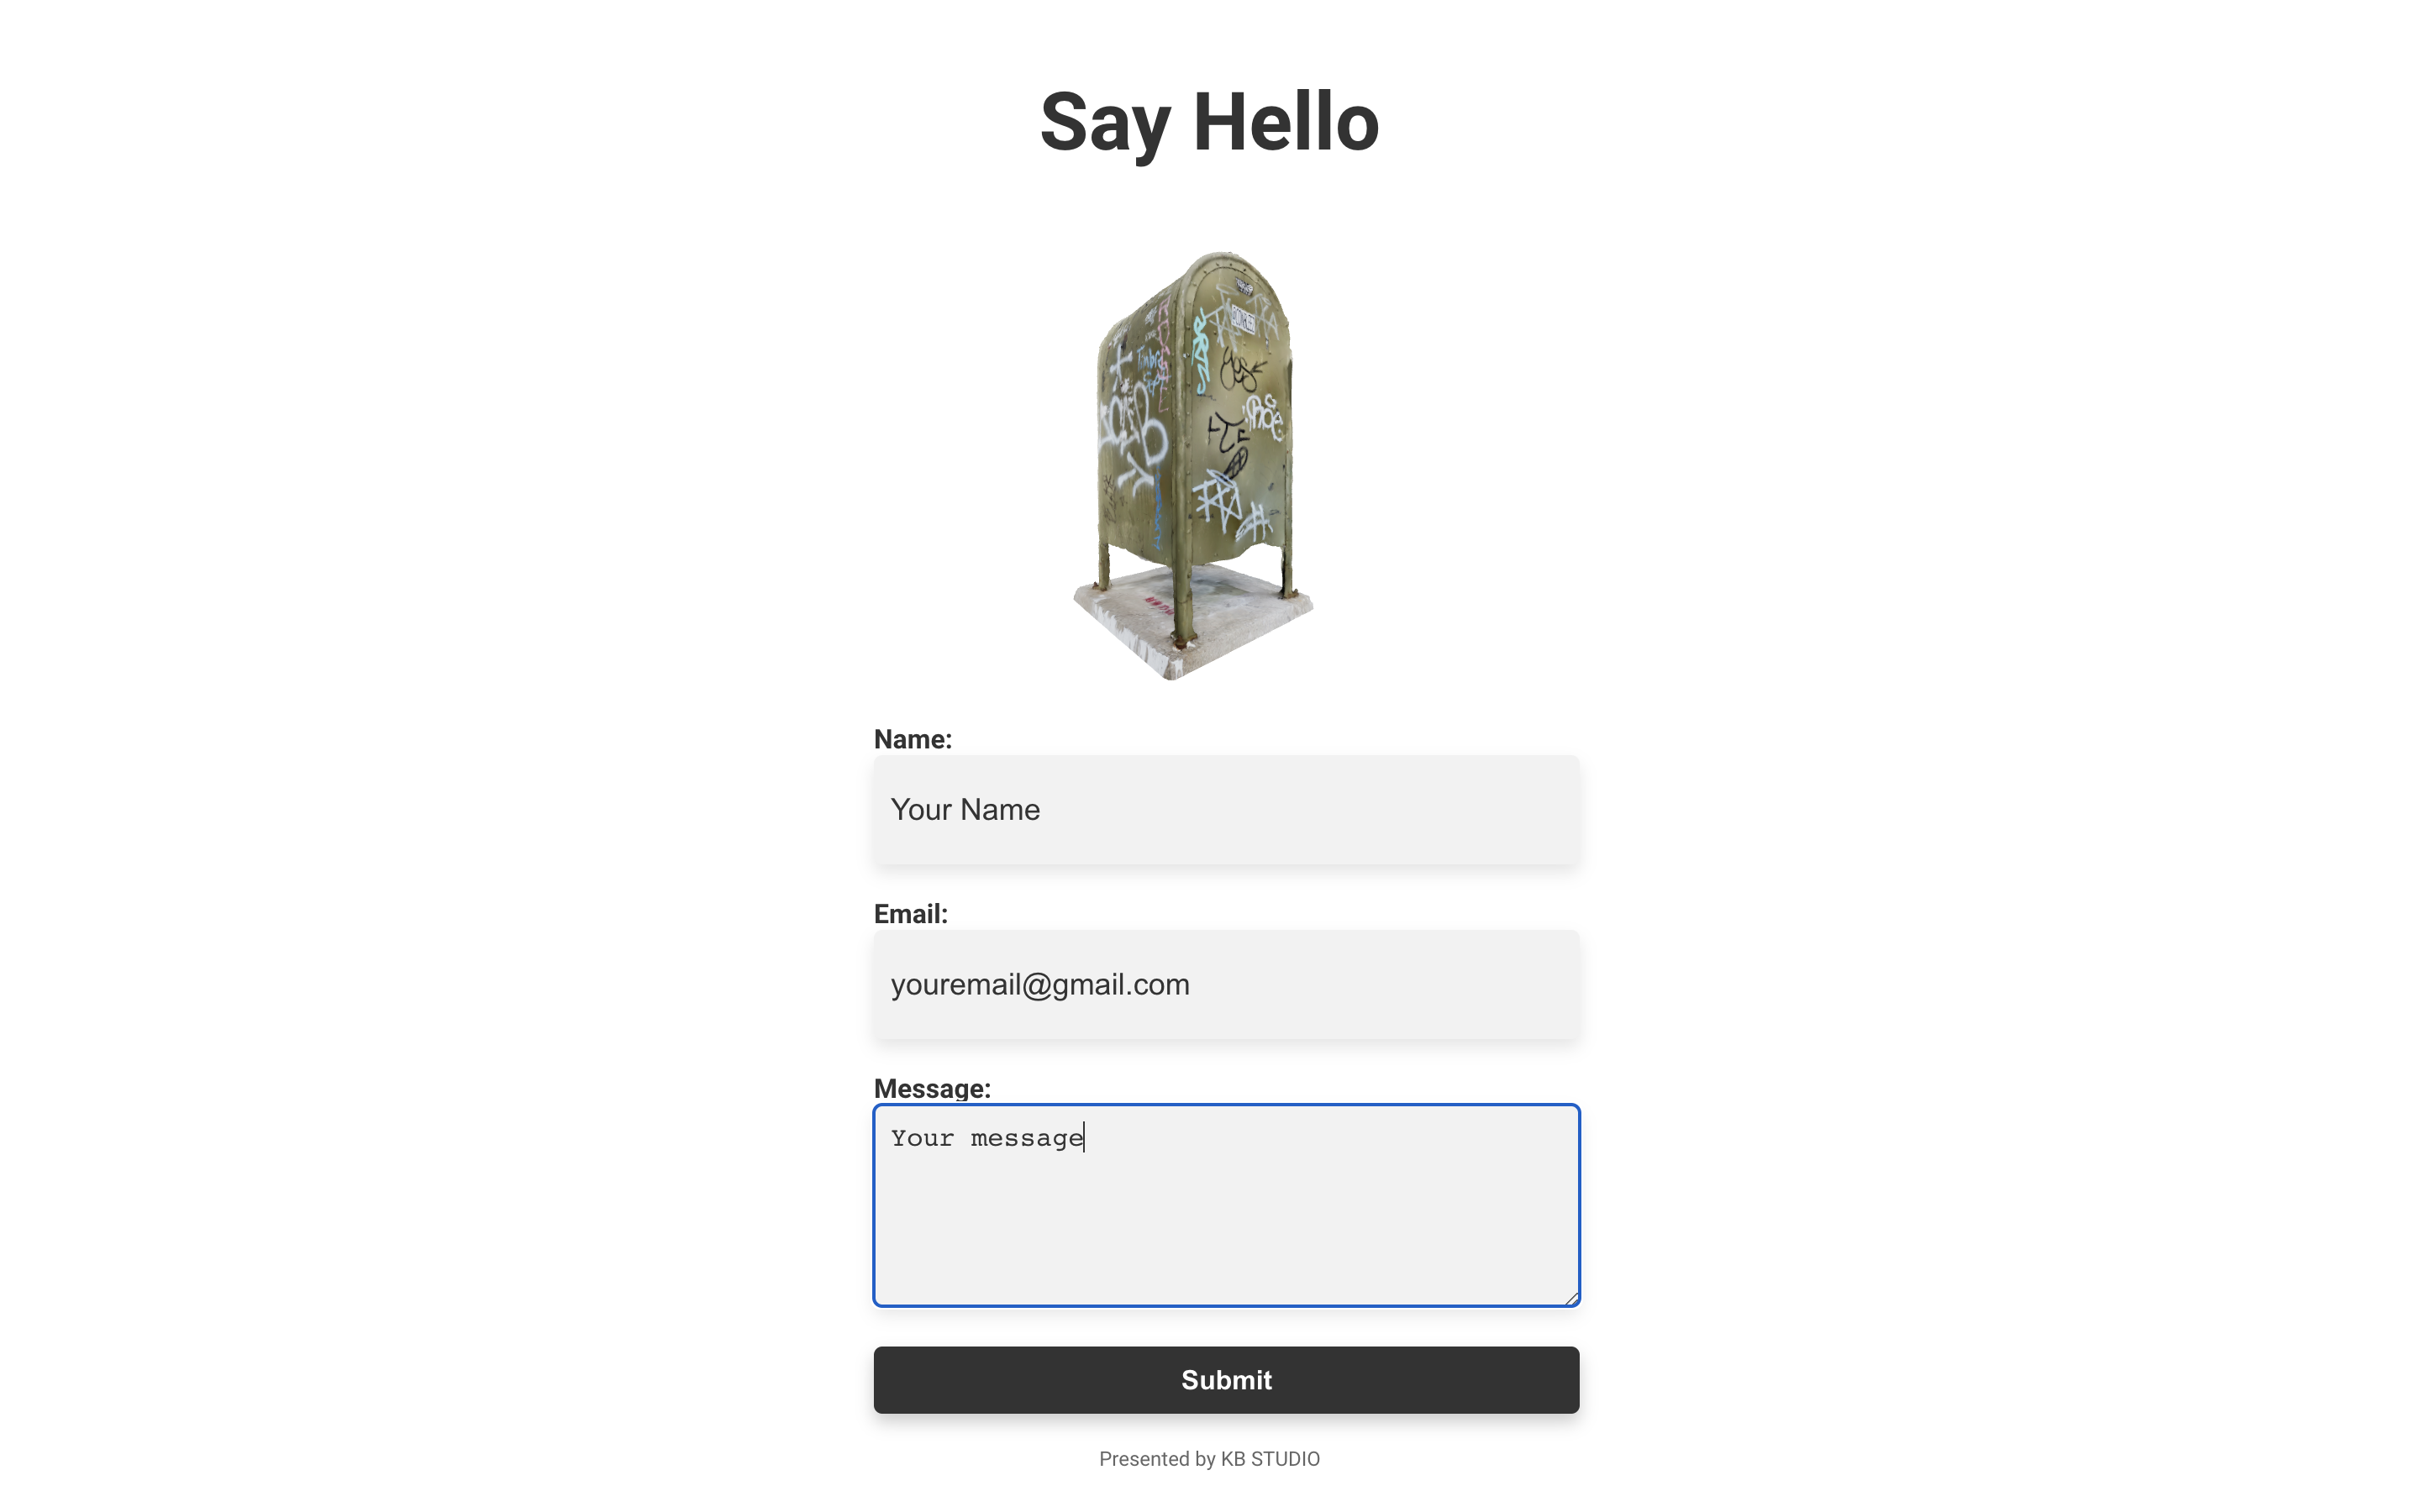 Say Hello
Name:
Your Name
Email:
youremail@gmail.com
Message:
Your message
Submit
Presented by KB STUDIO